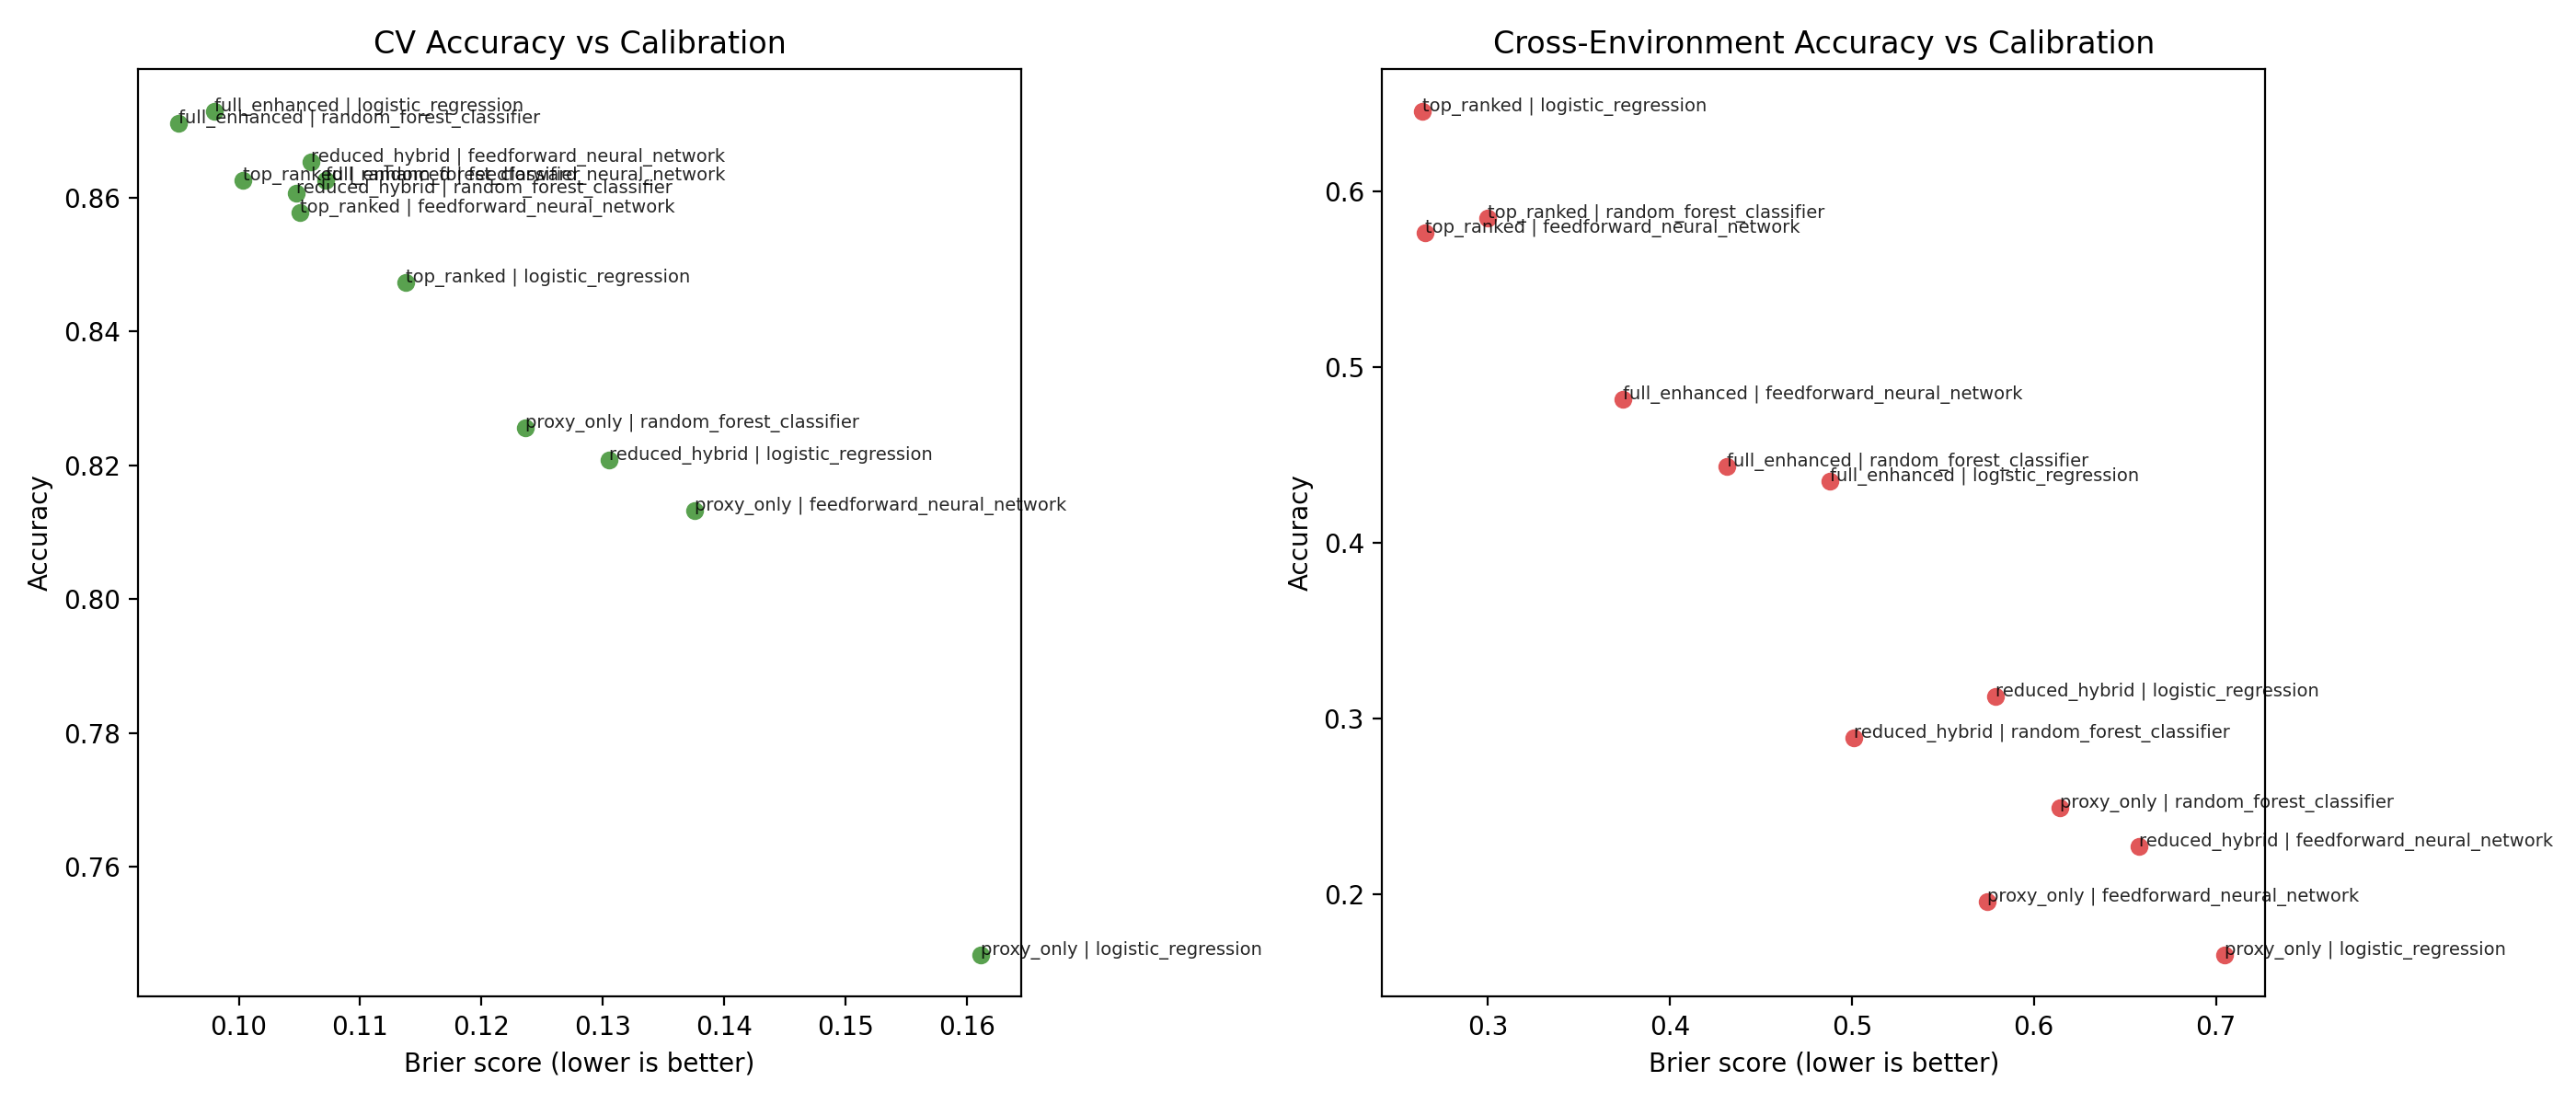 CV Accuracy vs Calibration
full_enhanced | logistic_regression
full_enhanced | random_forest_classifier
reduced_hybrid | feedforward_neural_network
top_ranked | random_forest_classifier
full_enhanced | feedforward_neural_network
reduced_hybrid | random_forest_classifier
top_ranked | feedforward_neural_network
top_ranked | logistic_regression
proxy_only | random_forest_classifier
reduced_hybrid | logistic_regression
proxy_only | feedforward_neural_network
proxy_only | logistic_regression
0.86
0.84
0.82
0.80
0.78
0.76
Accuracy
0.10 0.11 0.12 0.13 0.14 0.15 0.16
Brier score (lower is better)
Cross-Environment Accuracy vs Calibration
top_ranked | logistic_regression
top_ranked | random_forest_classifier
top_ranked | feedforward_neural_network
full_enhanced | feedforward_neural_network
full_enhanced | random_forest_classifier
full_enhanced | logistic_regression
reduced_hybrid | logistic_regression
reduced_hybrid | random_forest_classifier
proxy_only | random_forest_classifier
reduced_hybrid | feedforward_neural_network
proxy_only | feedforward_neural_network
proxy_only | logistic_regression
0.6
0.5
0.4
0.3
0.2
Accuracy
0.3 0.4 0.5 0.6 0.7
Brier score (lower is better)